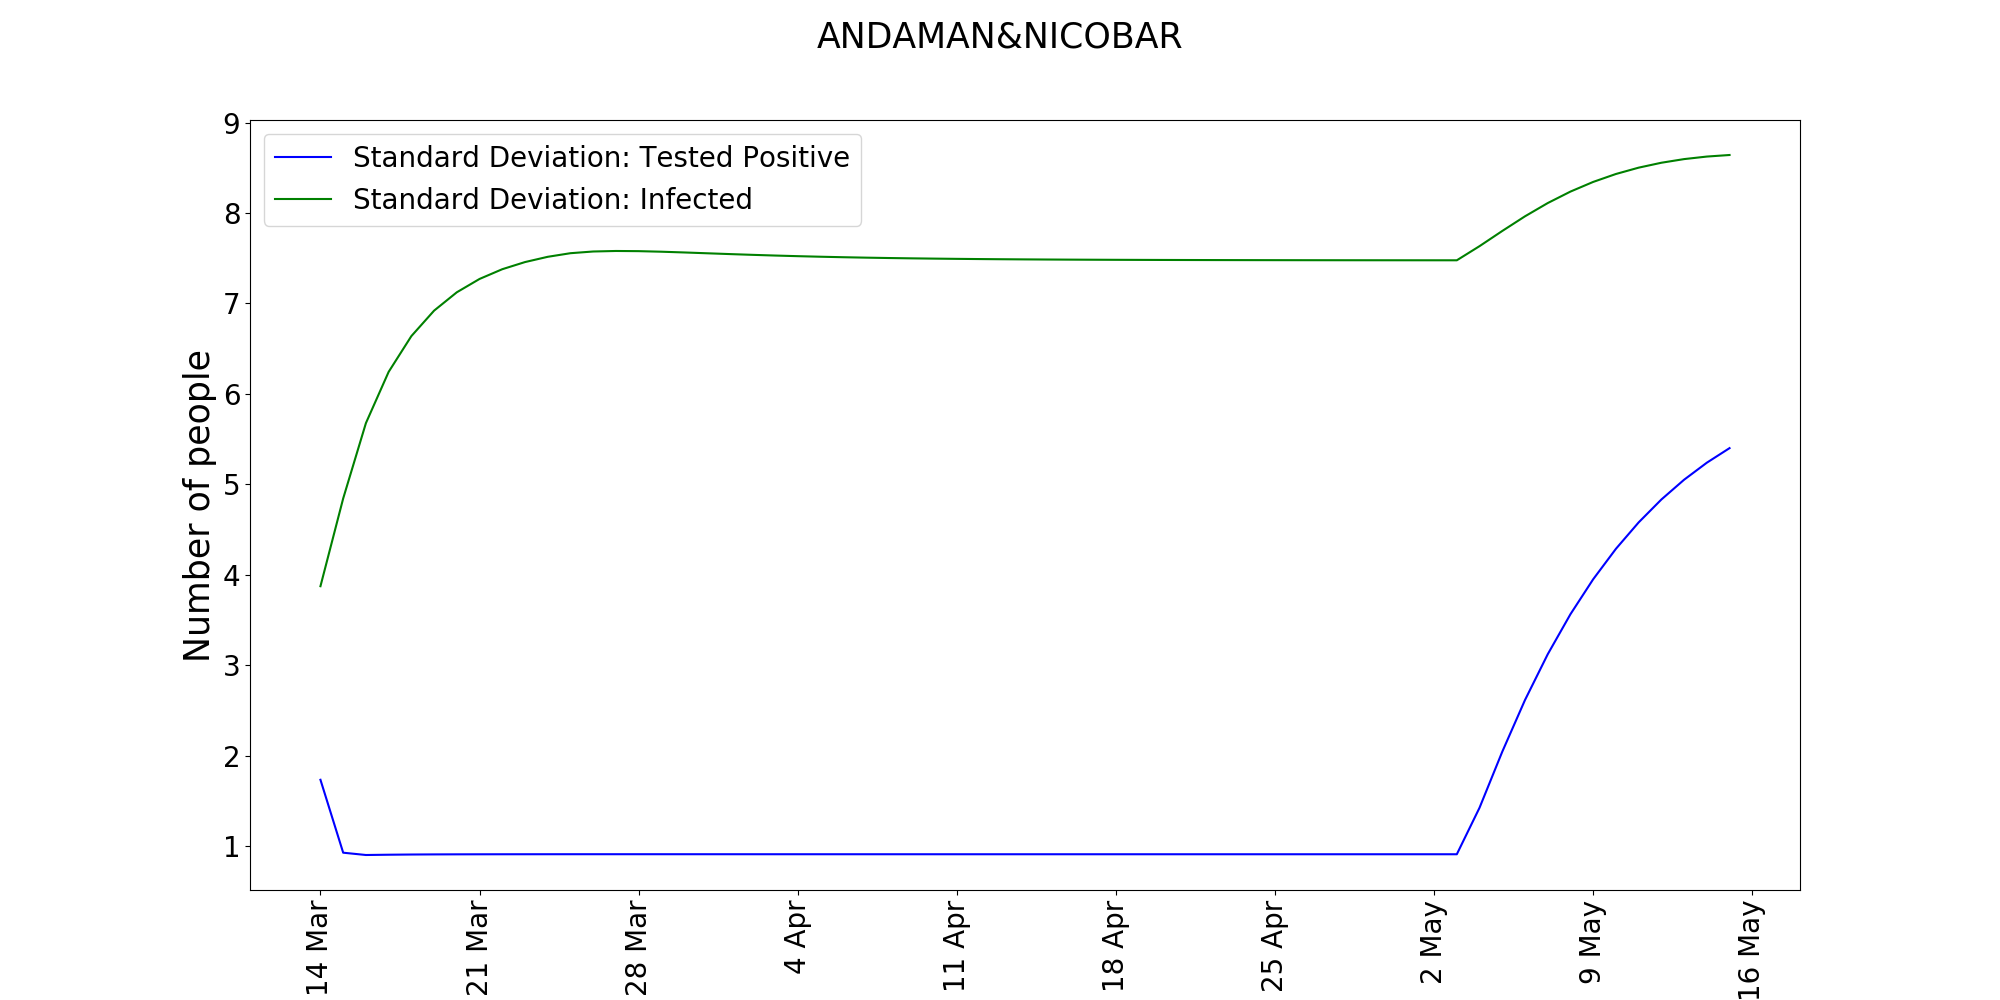 ANDAMAN&NICOBAR
9
8
7
6
5
4
3
2
1
Number of people
Standard Deviation: Tested Positive
Standard Deviation: Infected
14 Mar
21 Mar
28 Mar
4 Apr
11 Apr
18 Apr
25 Apr
2 May
9 May
16 May